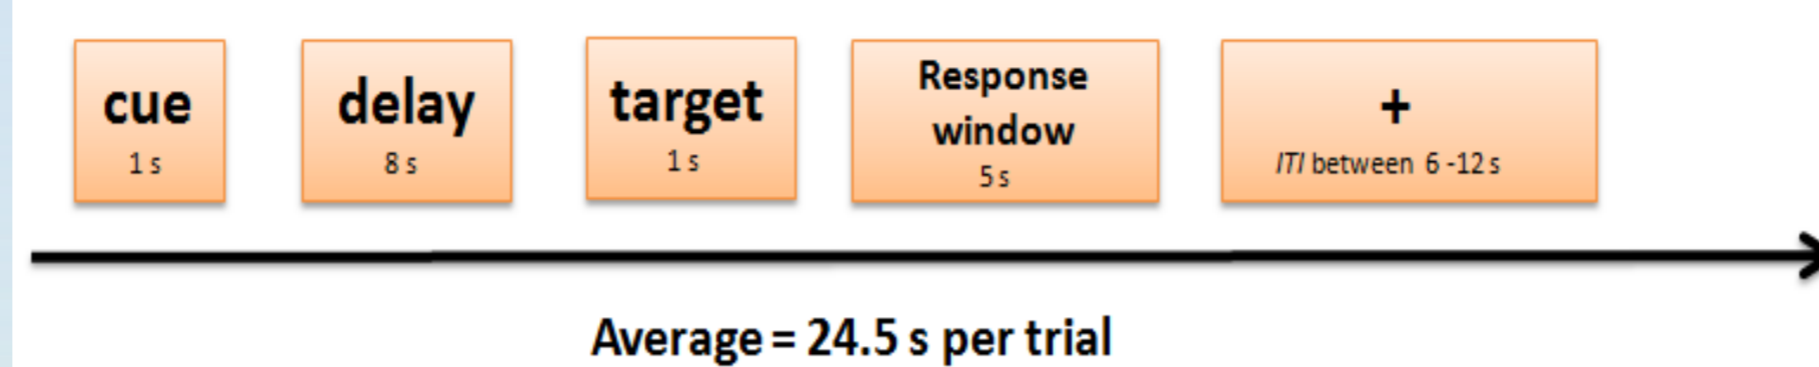 cue
1 s
delay
8 s
target
1 s
Response
window
5 s
+
ITI between 6 -12 s
Average = 24.5 s per trial